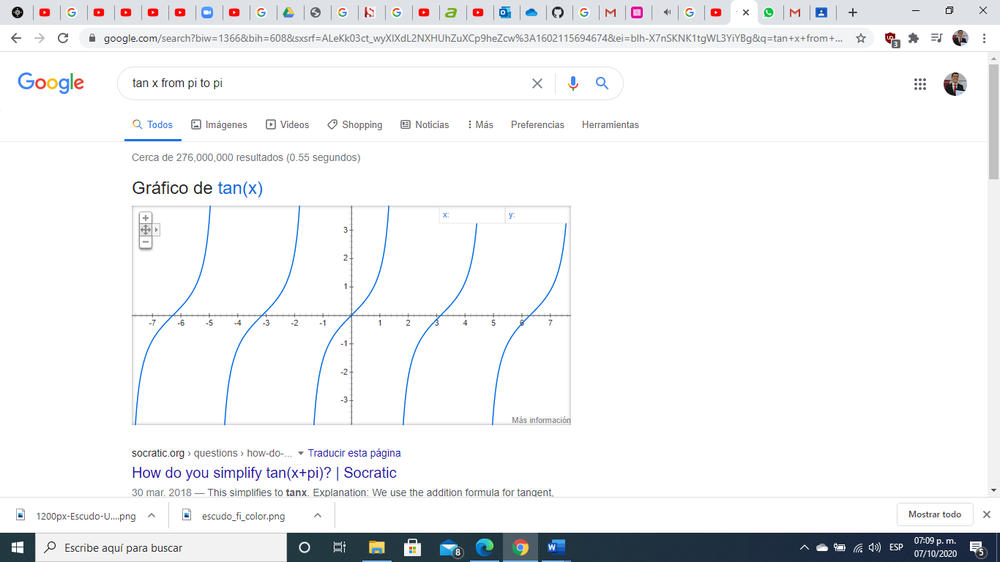 google.com/search?biw=1366&bih=608&sxsrf=ALeKk03ct_wyXlXdL2NXHUhZuXCp9heZcw%3A1602115694674&ei=blh-X7nSKNK1tgWL3YiYBg&q=tan+x+from+...
3
Google
tan x from pi to pi
Todos Imágenes Videos Shopping Noticias Más Preferencias Herramientas
Cerca de 276,000,000 resultados (0.55 segundos)
Gráfico de tan(x)
x: y:
3
2
1
-7 -6 -5 -4 -3 -2 -1 1 2 3 4 5 6 7
-1
-2
-3
Más información
socratic.org › questions › how-do-... Traducir esta página
How do you simplify tan(x+pi)? | Socratic
30 mar. 2018 — This simplifies to tanx. Explanation: We use the addition formula for tangent,
1200px-Escudo-U....png
escudo_fi_color.png
Mostrar todo
Escribe aquí para buscar
8
ESP
07:09 p. m.
07/10/2020
5